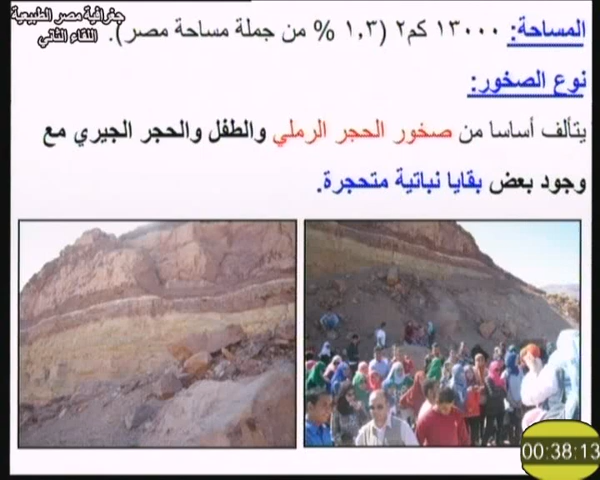 جغرافية مصر الطبيعية
اللقاء الثاني
المساحة: ١٣٠٠٠ كم٢ (١,٣ % من جملة مساحة مصر).
نوع الصخور:
يتألف أساسا من صخور الحجر الرملي والطفل والحجر الجيري مع
وجود بعض بقايا نباتية متحجرة.
00:38:13